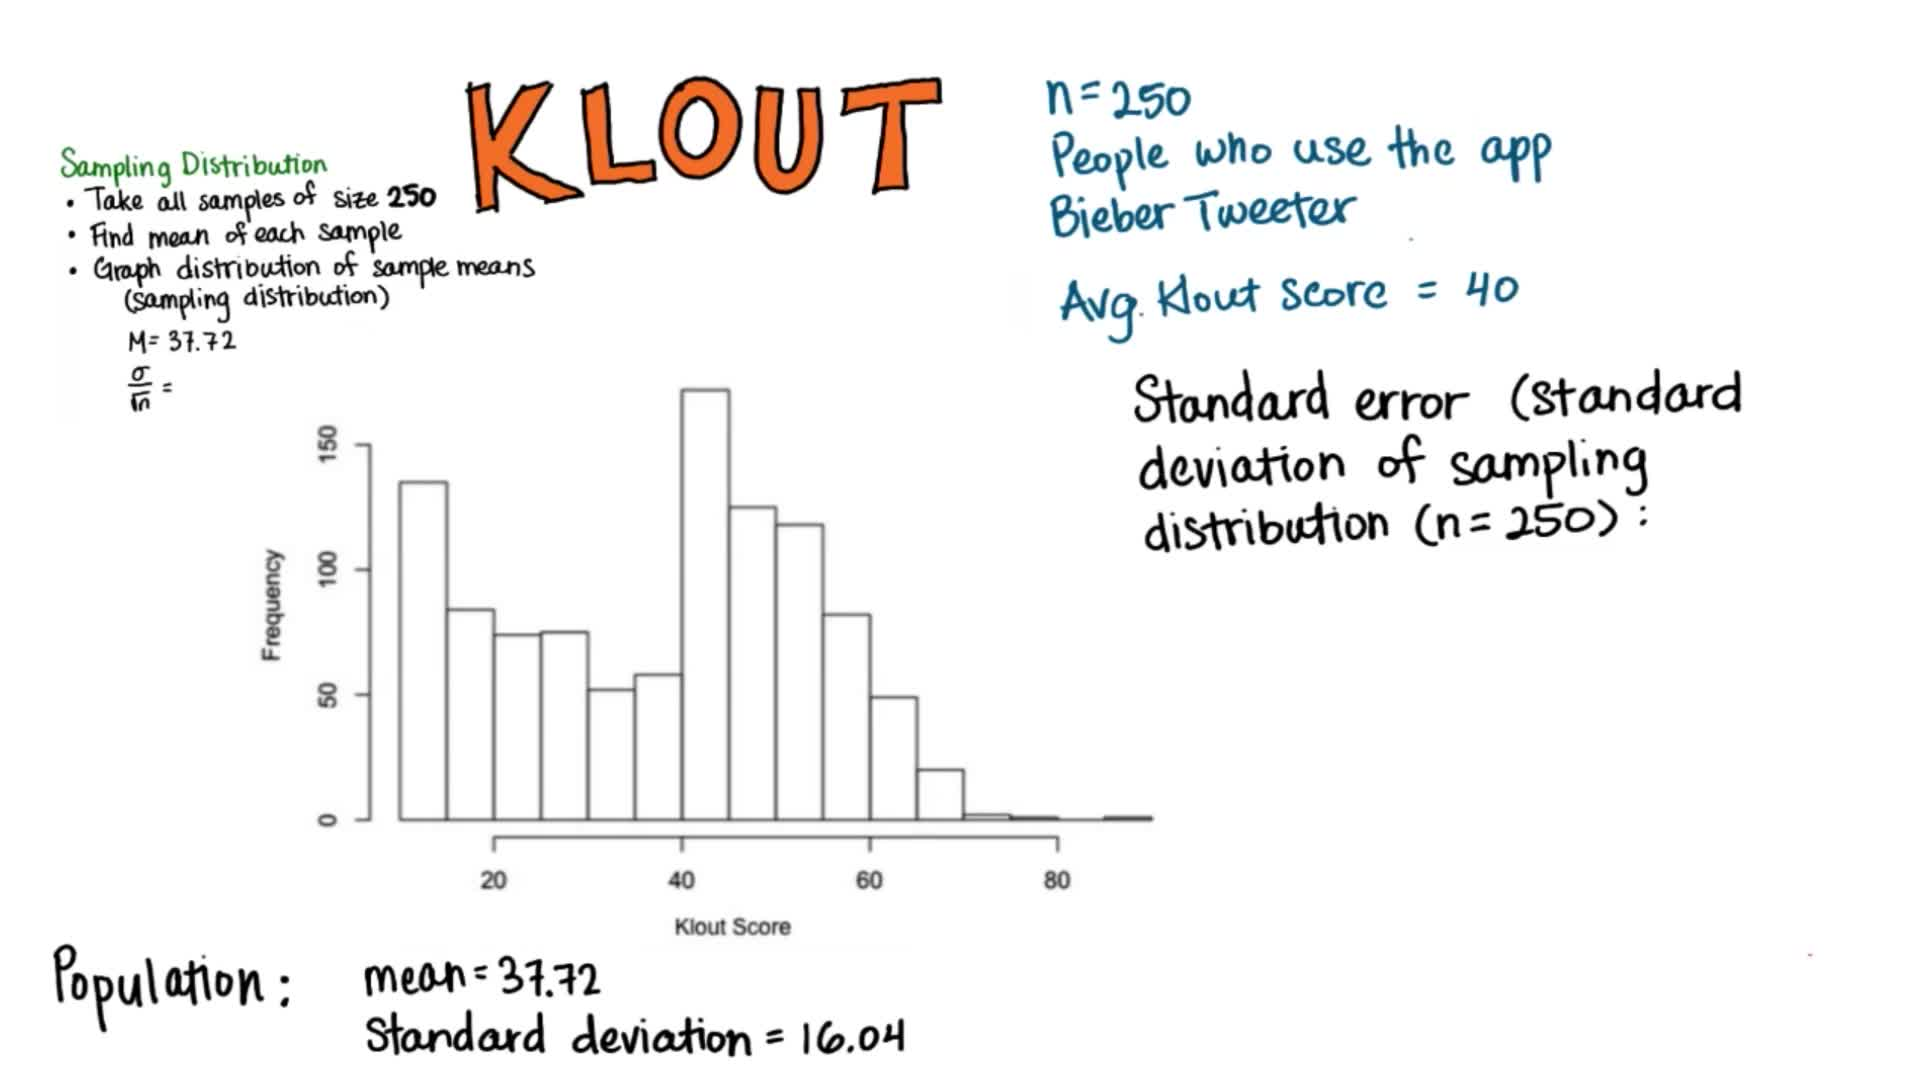 KLOUT
Sampling Distribution
• Take all samples of size 250
• Find mean of each sample
• Graph distribution of sample means
(sampling distribution)
M= 37.72
σ/√n =
n=250
People who use the app
Bieber Tweeter
Avg. Klout score = 40
Standard error (standard
deviation of sampling
distribution (n=250):
Frequency
150
100
50
0
20 40 60 80
Klout Score
Population: mean=37.72
Standard deviation = 16.04